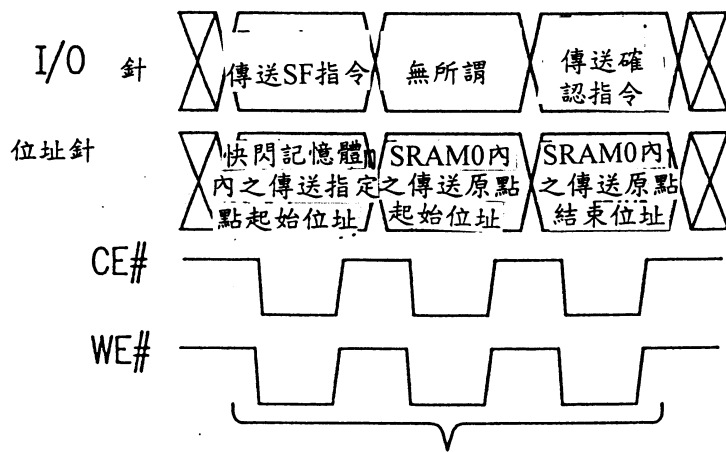 I/O 針
傳送SF指令
無所謂
傳送確
認指令
位址針
快閃記憶體
內之傳送指定
點起始位址
SRAM0內
之傳送原點
起始位址
SRAM0內
之傳送原點
結束位址
CE#
WE#